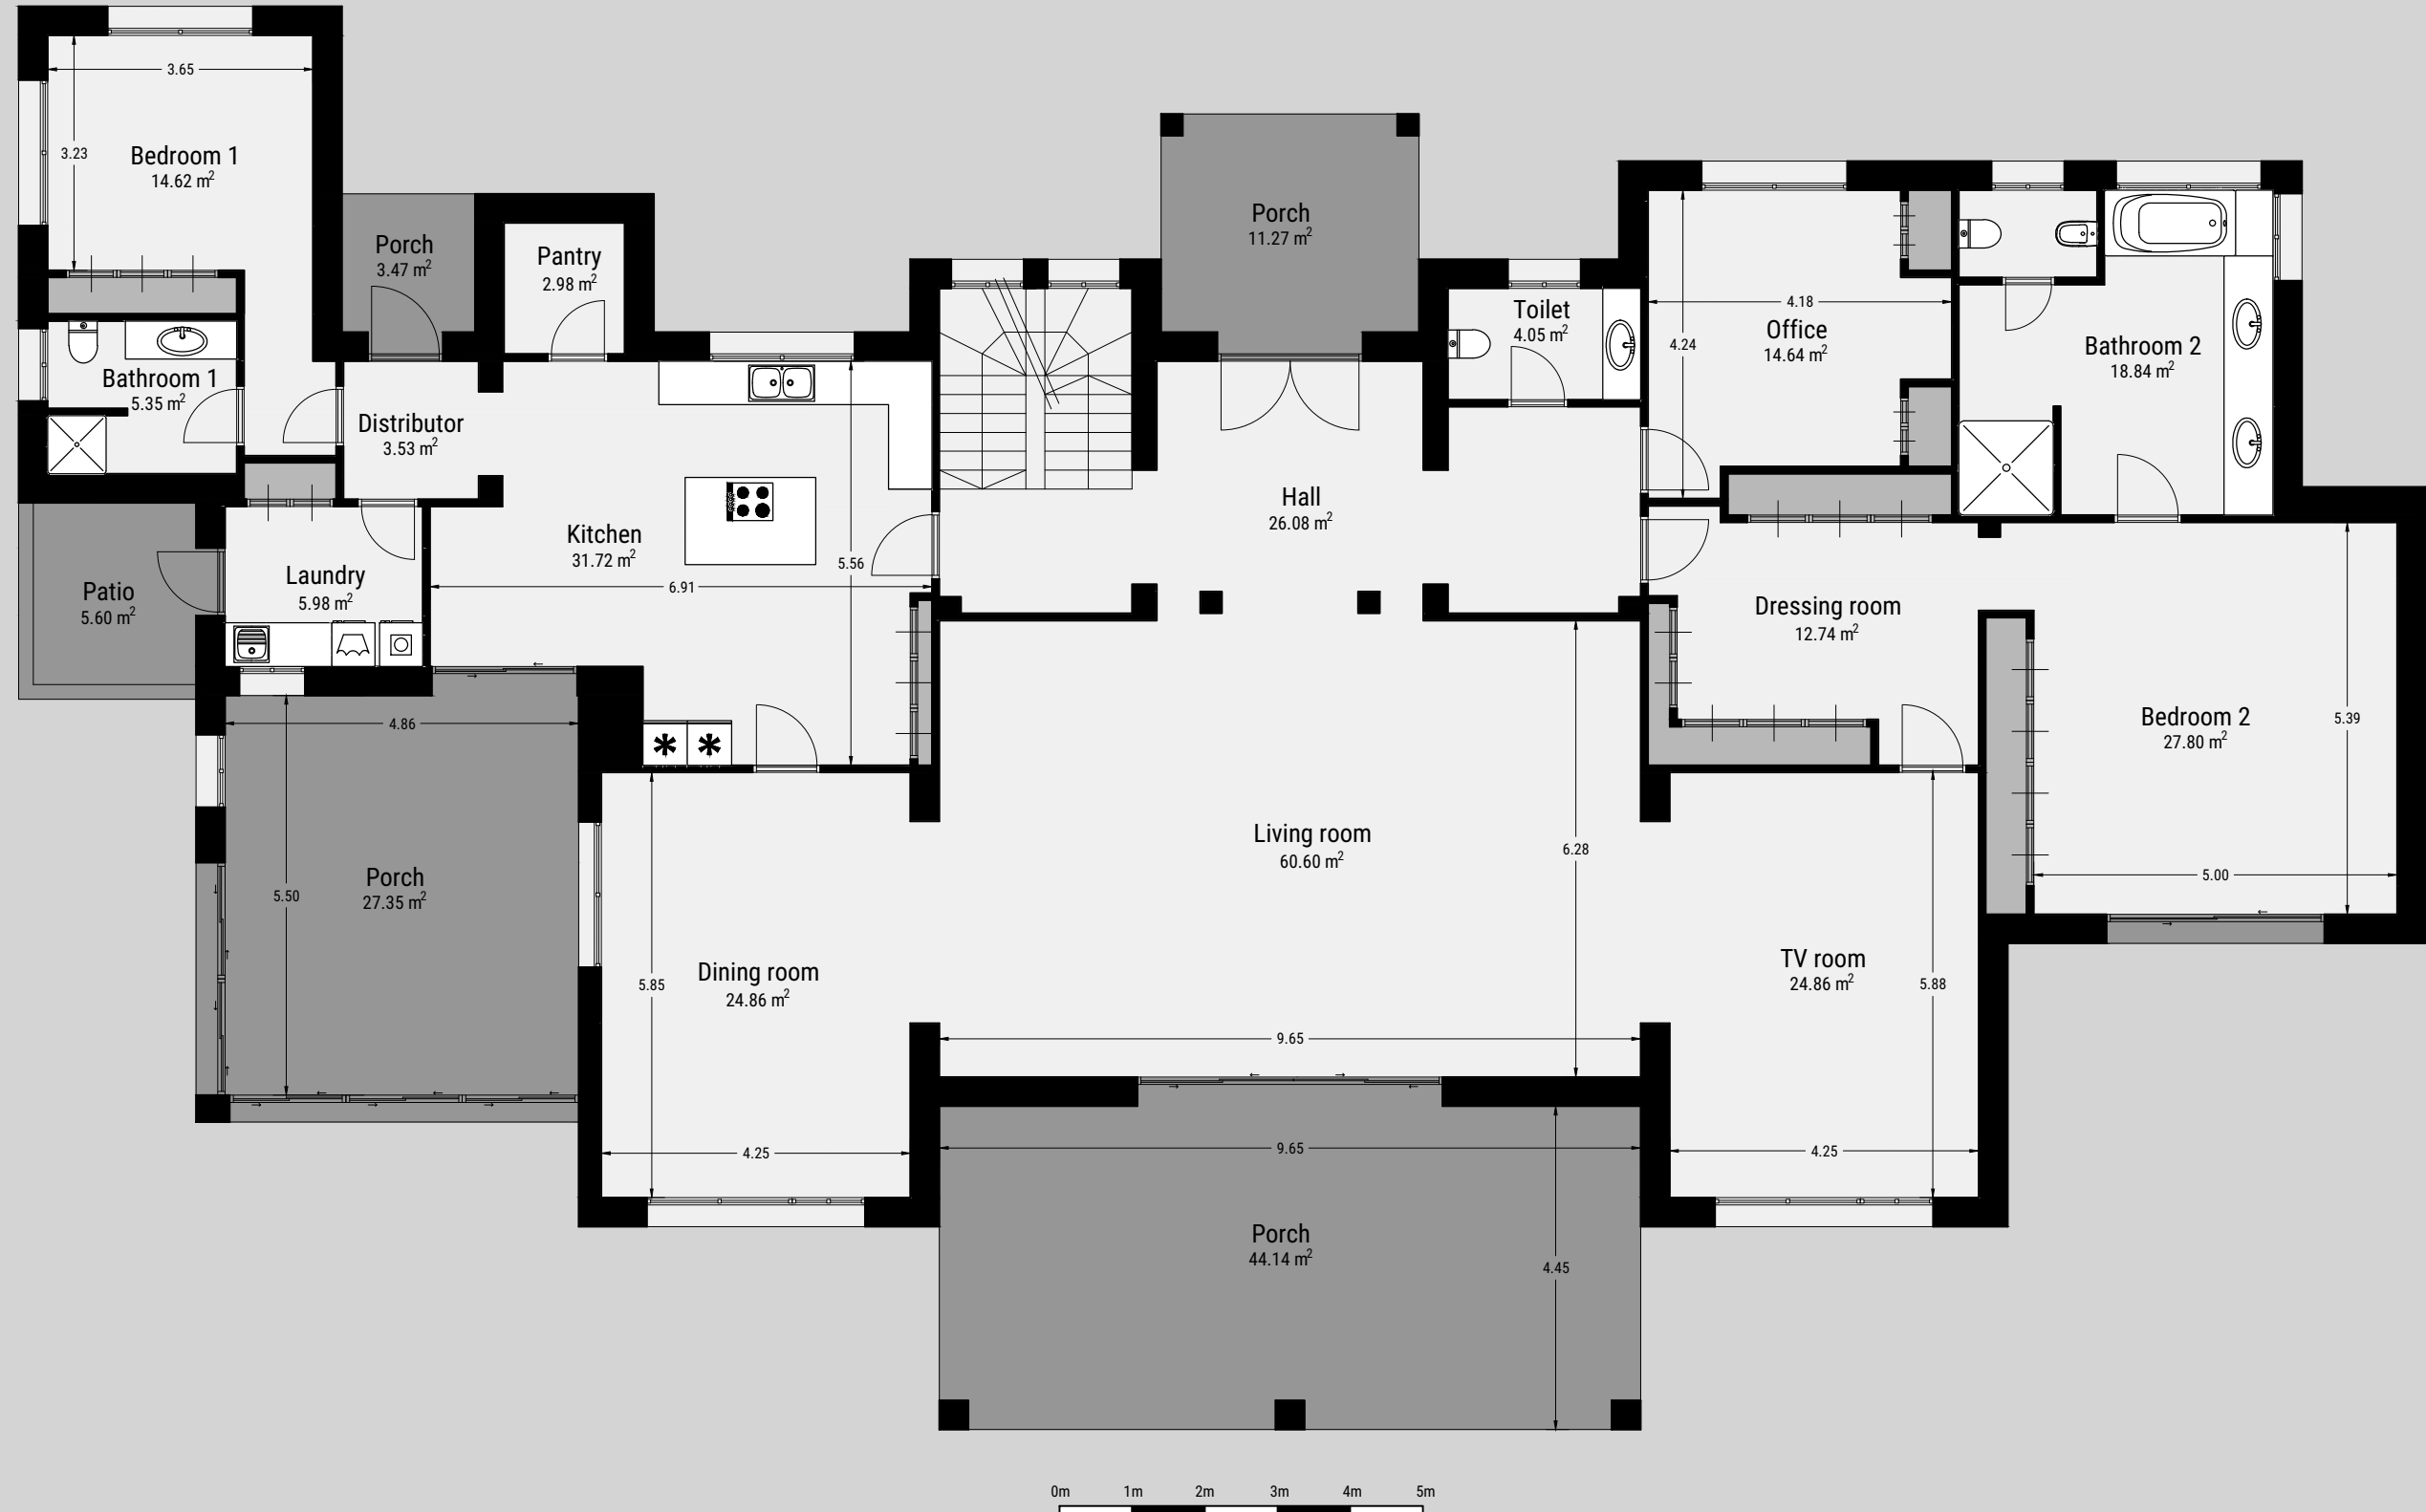 3.65
3.23
Bedroom 1
14.62 m²
Porch
3.47 m²
Pantry
2.98 m²
Porch
11.27 m²
Toilet
4.05 m²
4.18
Office
14.64 m²
4.24
Bathroom 2
18.84 m²
Bathroom 1
5.35 m²
Distributor
3.53 m²
Kitchen
31.72 m²
5.56
6.91
Hall
26.08 m²
Patio
5.60 m²
Laundry
5.98 m²
Dressing room
12.74 m²
Bedroom 2
27.80 m²
5.39
5.00
4.86
5.50
Porch
27.35 m²
Dining room
24.86 m²
5.85
4.25
Living room
60.60 m²
6.28
9.65
TV room
24.86 m²
5.88
4.25
9.65
Porch
44.14 m²
4.45
0m 1m 2m 3m 4m 5m